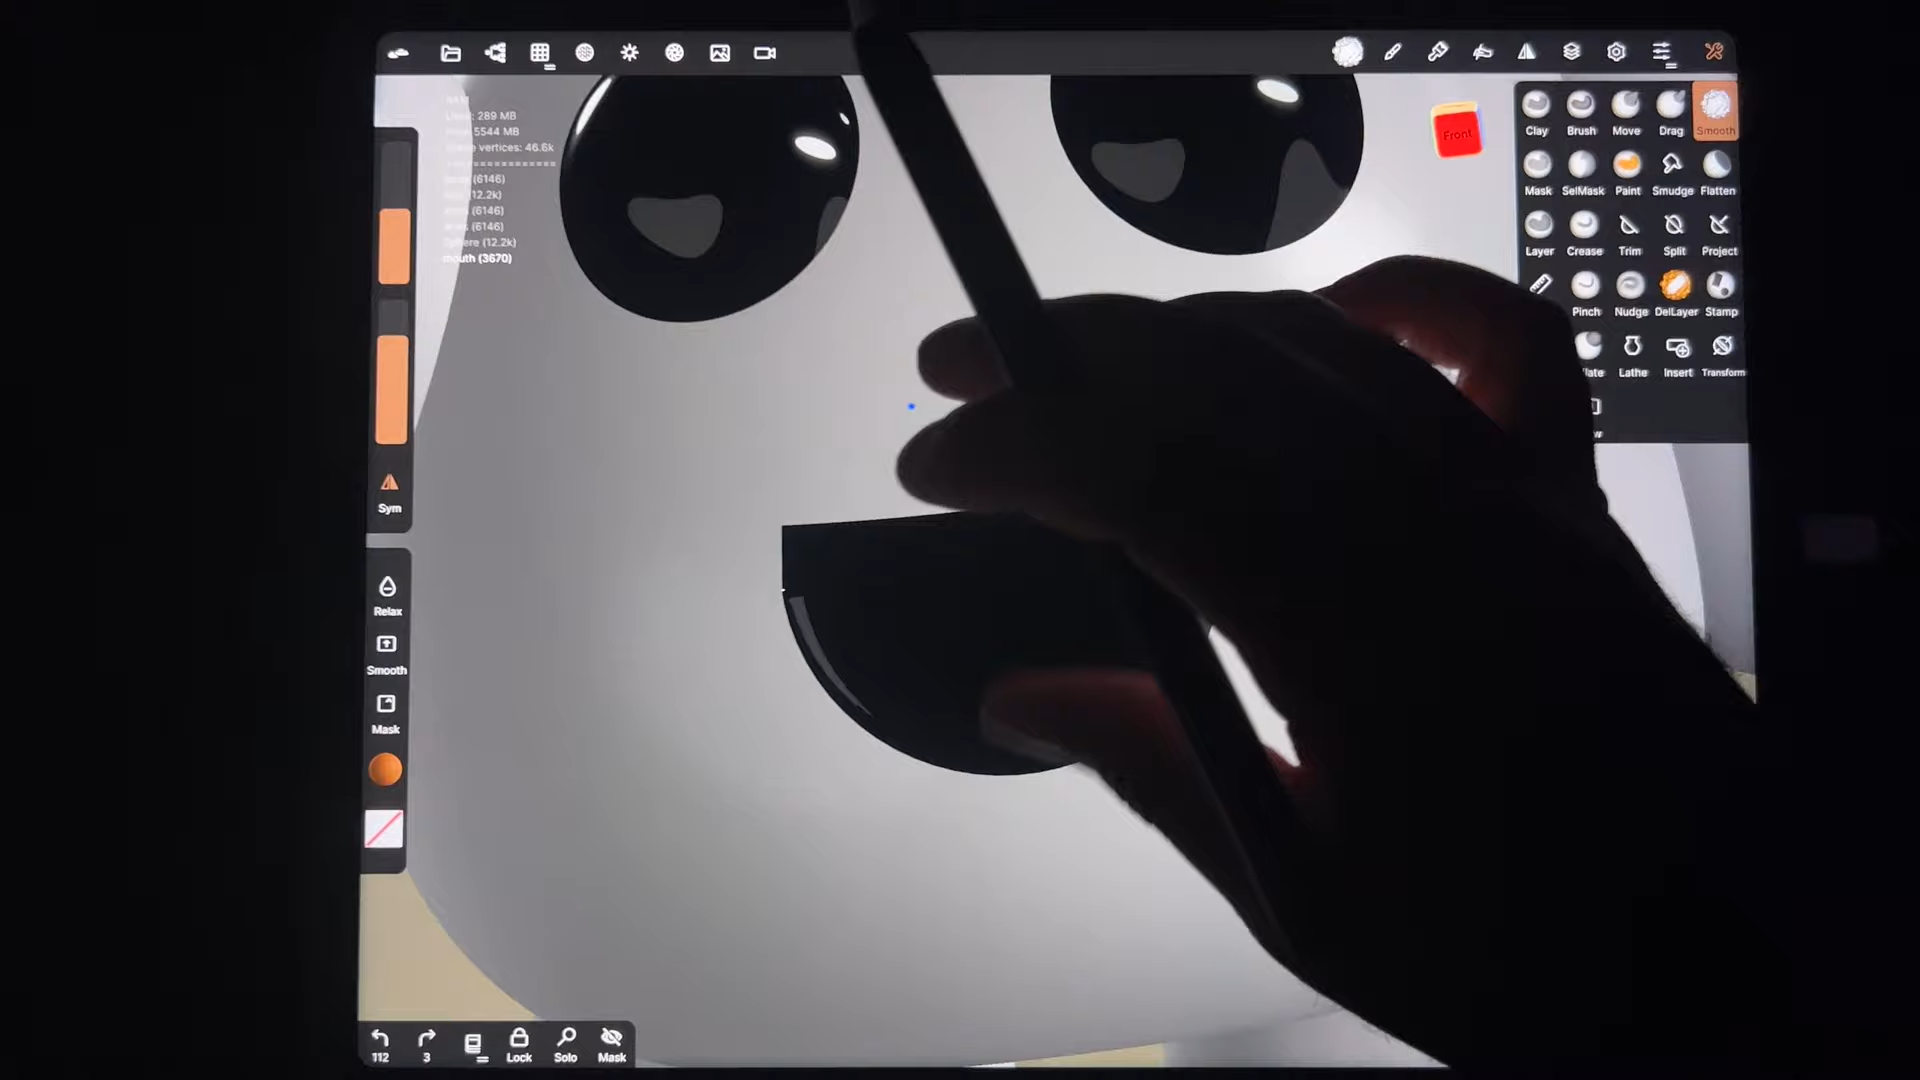 289 MB
5544 MB
vertices: 46.6k
(6146)
(12.2k)
(6146)
(6146)
Sphere (12.2k)
mouth (3670)
Front
Clay Brush Move Drag Smooth
Mask SelMask Paint Smudge Flatten
Layer Crease Trim Split Project
Pinch Nudge DelLayer Stamp
Lathe Insert Transform
Sym
Relax
Smooth
Mask
112 3 Lock Solo Mask